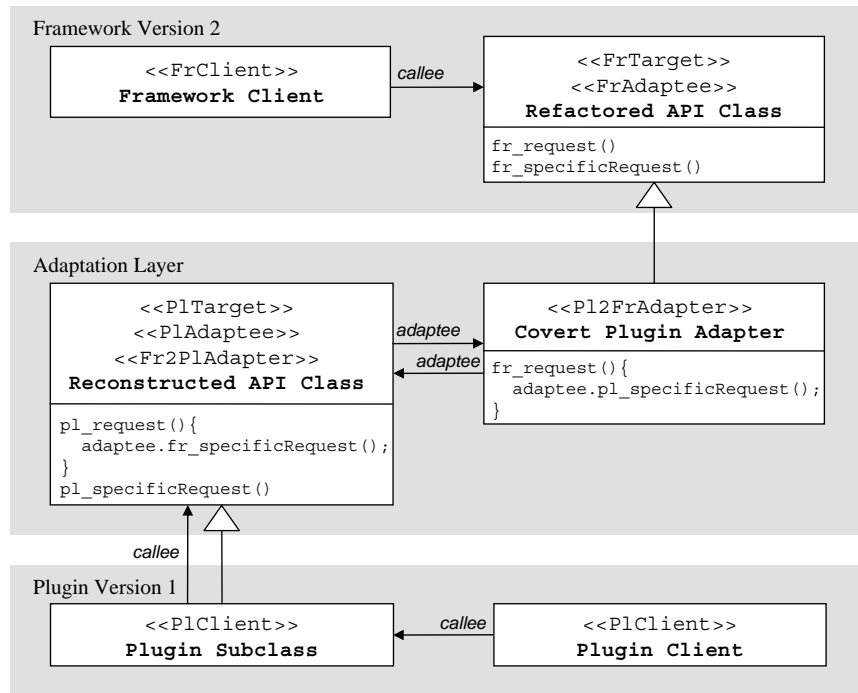 Framework Version 2
<<FrClient>>
Framework Client
callee
<<FrTarget>>
<<FrAdaptee>>
Refactored API Class
fr_request()
fr_specificRequest()
Adaptation Layer
<<PlTarget>>
<<PlAdaptee>>
<<Fr2PlAdapter>>
Reconstructed API Class
pl_request(){
adaptee.fr_specificRequest();
}
pl_specificRequest()
adaptee
adaptee
<<Pl2FrAdapter>>
Covert Plugin Adapter
fr_request(){
adaptee.pl_specificRequest();
}
callee
Plugin Version 1
<<PlClient>>
Plugin Subclass
callee
<<PlClient>>
Plugin Client